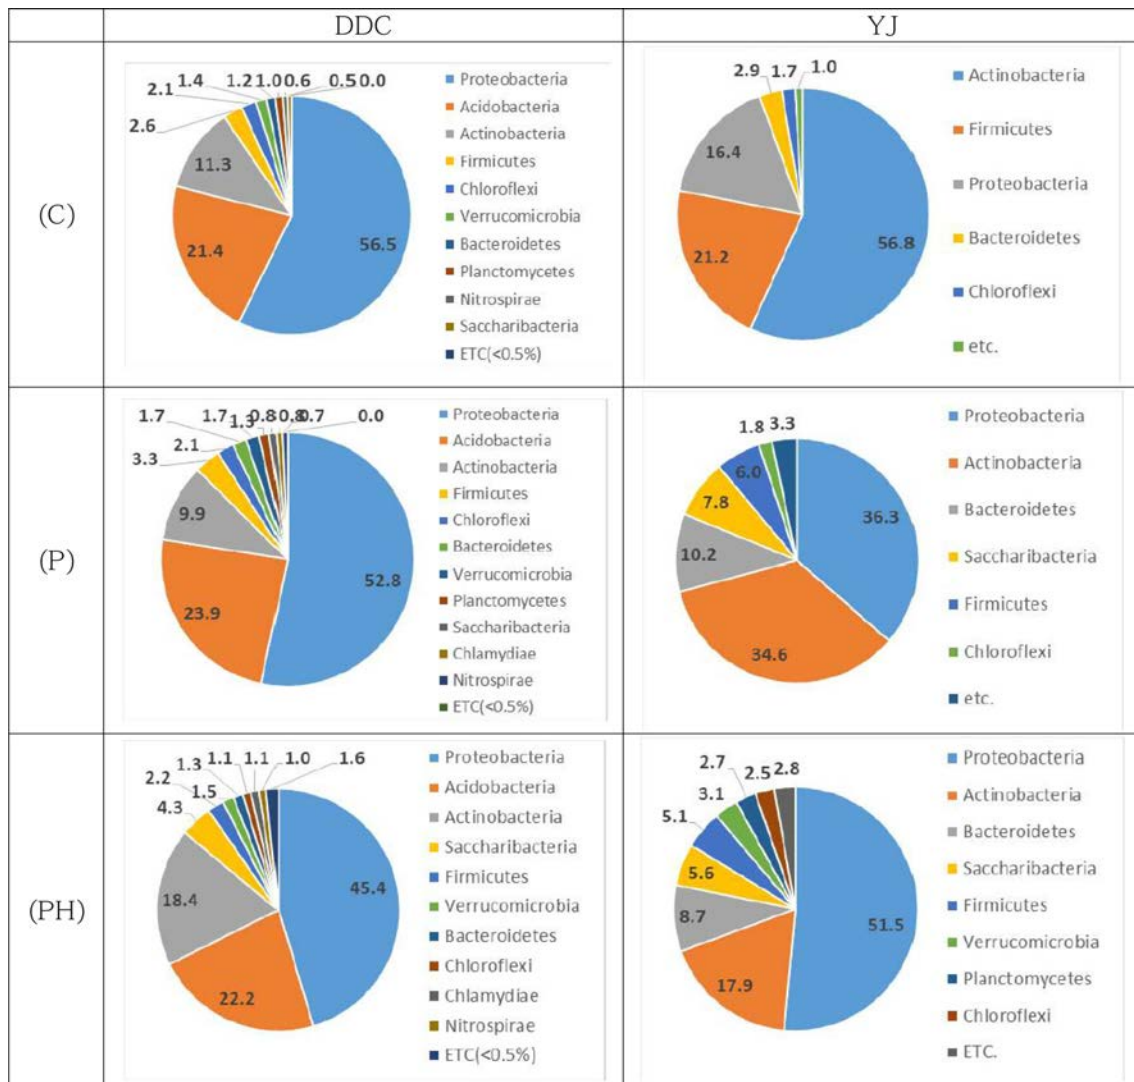 DDC YJ
(C)
1.4 1.2 1.0 0.6 0.5 0.0
2.1
2.6
11.3
21.4
56.5
Proteobacteria
Acidobacteria
Actinobacteria
Firmicutes
Chloroflexi
Verrucomicrobia
Bacteroidetes
Planctomycetes
Nitrospirae
Saccharibacteria
ETC(<0.5%)
2.9 1.7 1.0
16.4
21.2
56.8
Actinobacteria
Firmicutes
Proteobacteria
Bacteroidetes
Chloroflexi
etc.
(P)
1.7 1.7 1.3 0.8 0.8 0.7 0.0
2.1
3.3
9.9
23.9
52.8
Proteobacteria
Acidobacteria
Actinobacteria
Firmicutes
Chloroflexi
Bacteroidetes
Verrucomicrobia
Planctomycetes
Saccharibacteria
Chlamydiae
Nitrospirae
ETC(<0.5%)
1.8 3.3
6.0
7.8
10.2
34.6
36.3
Proteobacteria
Actinobacteria
Bacteroidetes
Saccharibacteria
Firmicutes
Chloroflexi
etc.
(PH)
1.3 1.1 1.1 1.0 1.6
2.2
1.5
4.3
18.4
22.2
45.4
Proteobacteria
Acidobacteria
Actinobacteria
Saccharibacteria
Firmicutes
Verrucomicrobia
Bacteroidetes
Chloroflexi
Chlamydiae
Nitrospirae
ETC(<0.5%)
2.7 2.5 2.8
3.1
5.1
5.6
8.7
17.9
51.5
Proteobacteria
Actinobacteria
Bacteroidetes
Saccharibacteria
Firmicutes
Verrucomicrobia
Planctomycetes
Chloroflexi
ETC.